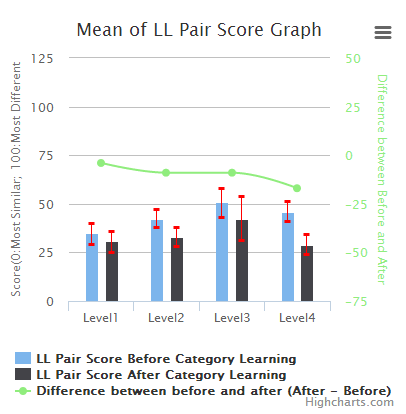 Mean of LL Pair Score Graph
Score(0:Most Similar; 100:Most Different
125
100
75
50
25
0
50
25
0
−25
−50
−75
Difference between Before and After
Level1 Level2 Level3 Level4
LL Pair Score Before Category Learning
LL Pair Score After Category Learning
Difference between before and after (After - Before)
Highcharts.com